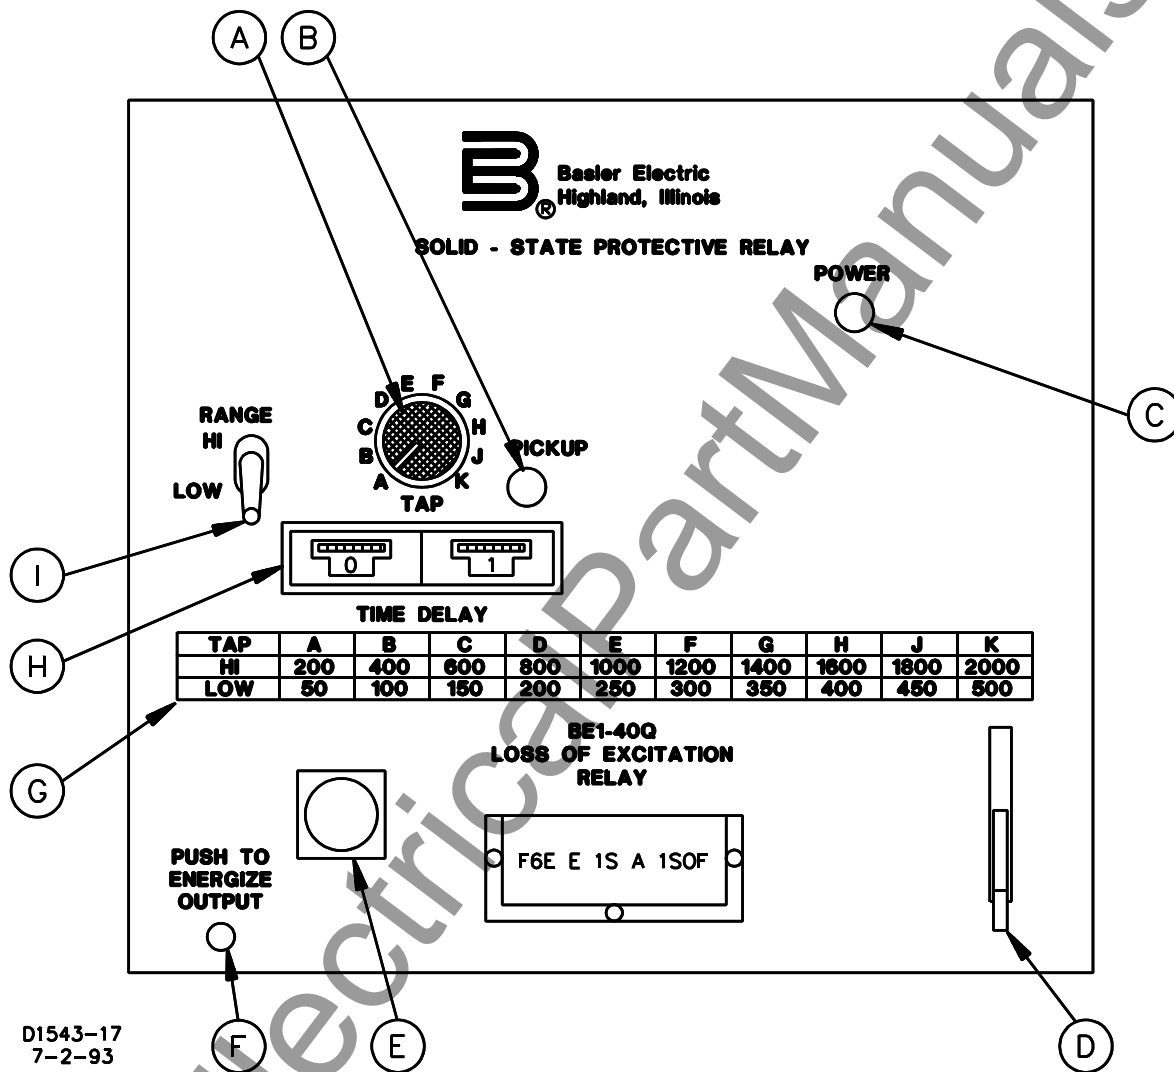 A B
B
Basler Electric
® Highland, Illinois
SOLID - STATE PROTECTIVE RELAY
POWER
C
RANGE
HI
LOW
A B C D E F G H J K
TAP
PICKUP
I
0 1
TIME DELAY
H
TAP A B C D E F G H J K
HI 200 400 600 800 1000 1200 1400 1600 1800 2000
LOW 50 100 150 200 250 300 350 400 450 500
G
BE1-40Q
LOSS OF EXCITATION
RELAY
F6E E 1S A 1S0F
PUSH TO
ENERGIZE
OUTPUT
F E D
D1543-17
7-2-93
ElectricalPartManuals